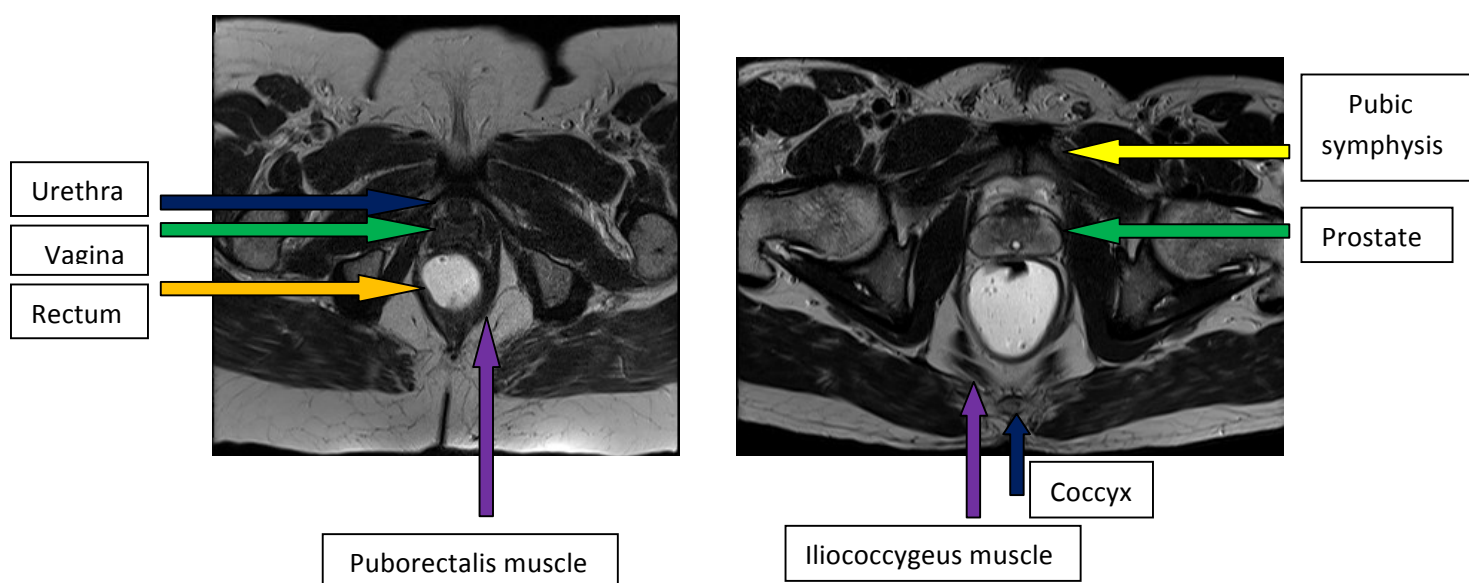 Urethra
Vagina
Rectum
Puborectalis muscle
Pubic
symphysis
Prostate
Coccyx
Iliococcygeus muscle